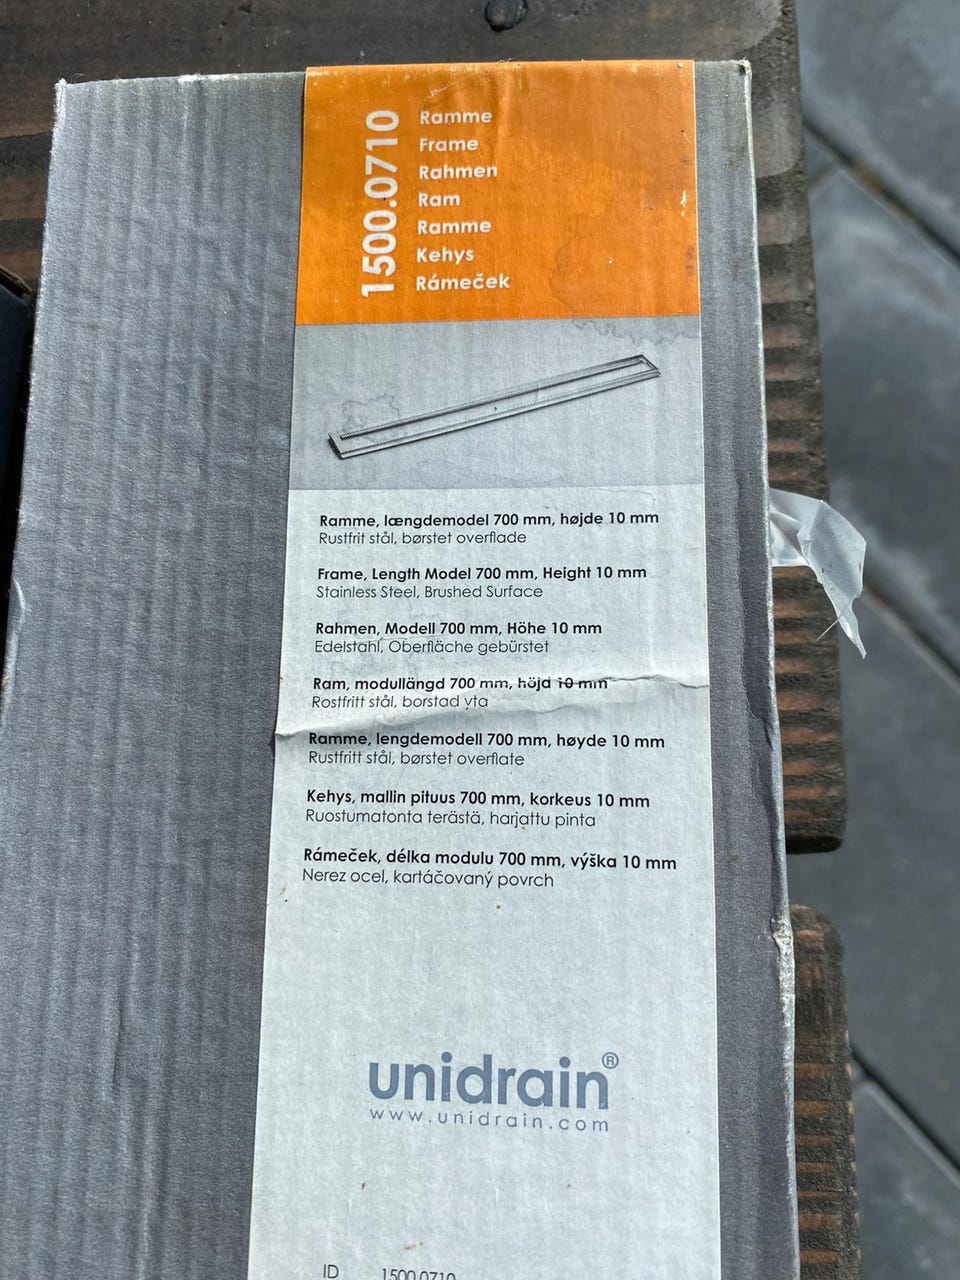 1500.0710
Ramme
Frame
Rahmen
Ram
Ramme
Kehys
Rámeček
Ramme, længdemodel 700 mm, højde 10 mm
Rustfrit stål, børstet overflade
Frame, Length Model 700 mm, Height 10 mm
Stainless Steel, Brushed Surface
Rahmen, Modell 700 mm, Höhe 10 mm
Edelstahl, Oberfläche gebürstet
Ram, modullängd 700 mm, höjd 10 mm
Rostfritt stål, borstad yta
Ramme, lengdemodell 700 mm, høyde 10 mm
Rustfritt stål, børstet overflate
Kehys, mallin pituus 700 mm, korkeus 10 mm
Ruostumatonta terästä, harjattu pinta
Rámeček, délka modulu 700 mm, výška 10 mm
Nerez ocel, kartáčovaný povrch
unidrain®
www.unidrain.com
ID 1500.0710